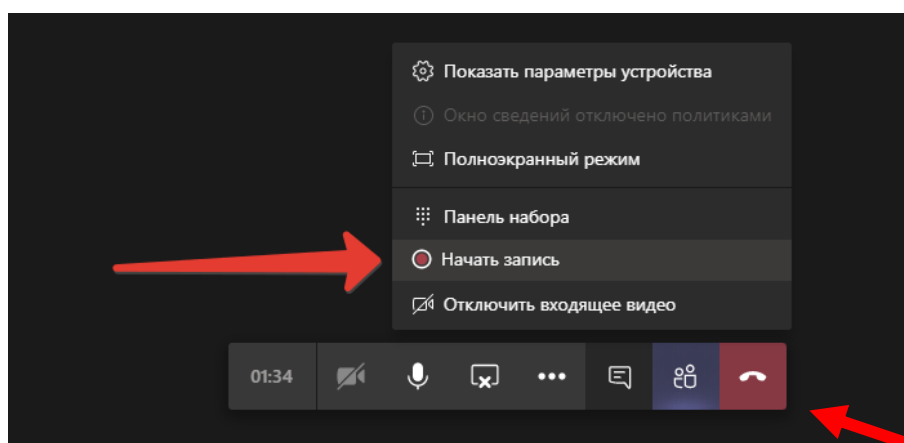 Показать параметры устройства
Окно сведений отключено политиками
Полноэкранный режим
Панель набора
Начать запись
Отключить входящее видео
01:34